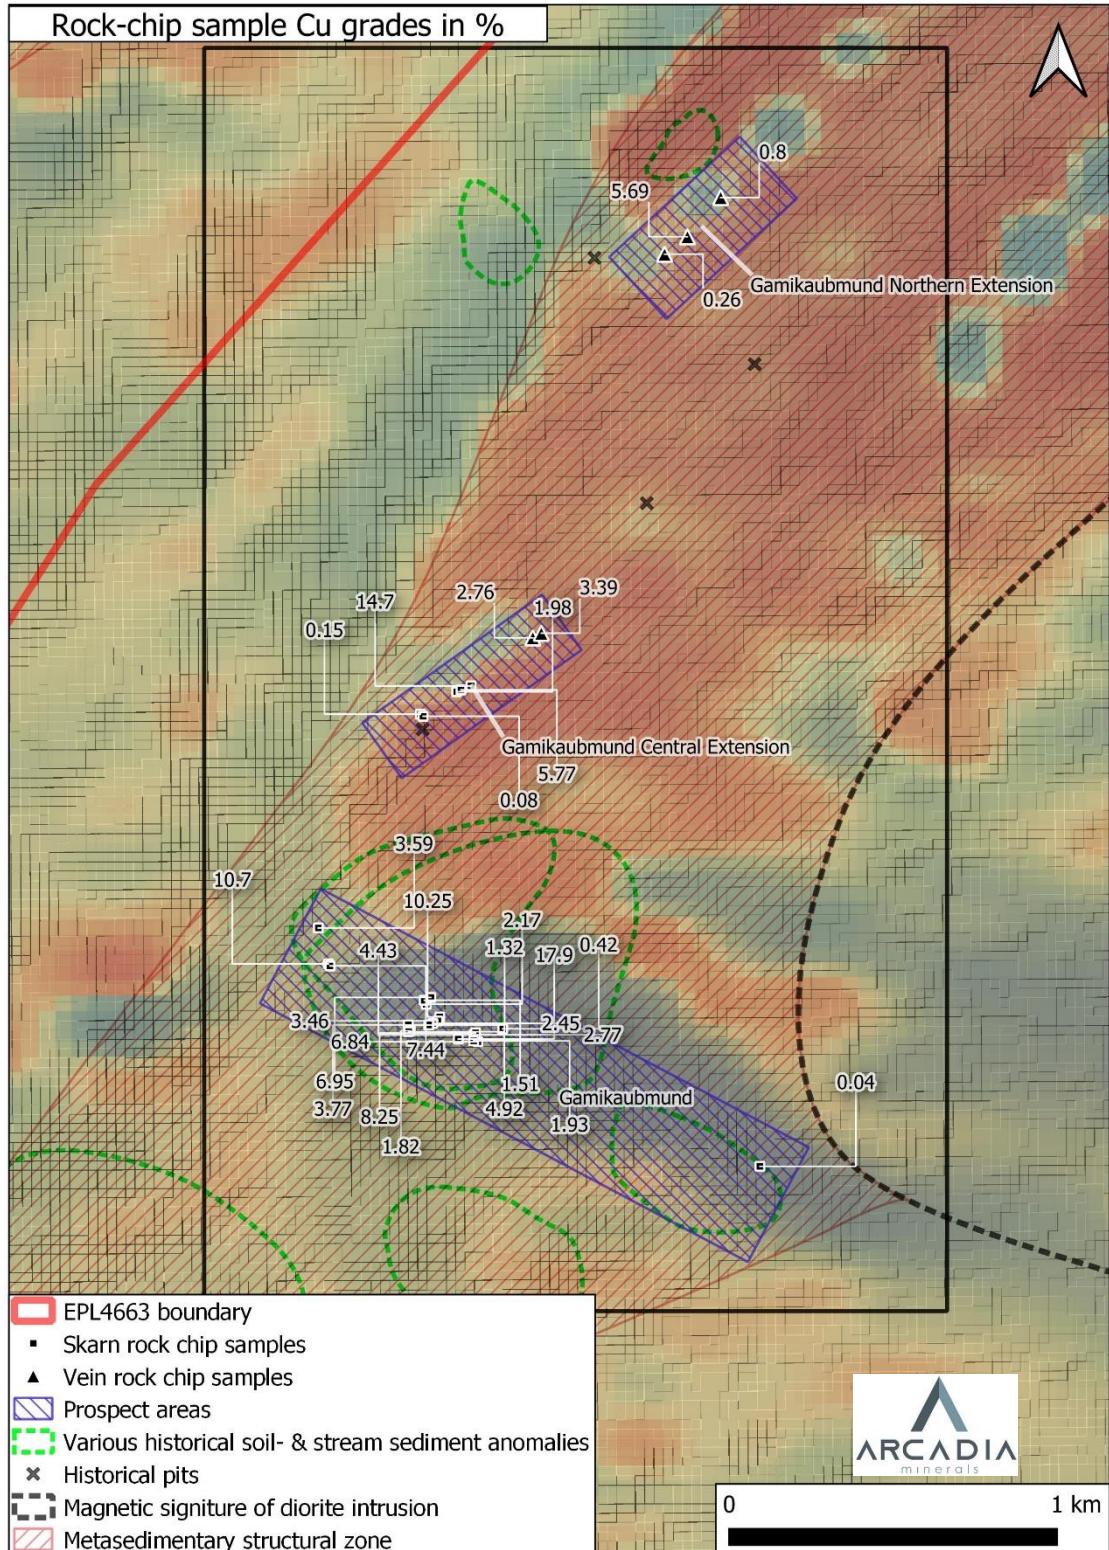 Rock-chip sample Cu grades in %
0.8
5.69
Gamikaubmund Northern Extension
0.26
2.76
3.39
14.7
1.98
0.15
Gamikaubmund Central Extension
5.77
0.08
3.59
10.7
10.25
2.17
4.43
1.32
17.9
0.42
3.46
2.45
2.77
6.84
7.44
0.04
6.95
1.51
Gamikaubmund
3.77
8.25
4.92
1.93
1.82
EPL4663 boundary
Skarn rock chip samples
Vein rock chip samples
Prospect areas
Various historical soil- & stream sediment anomalies
Historical pits
Magnetic signiture of diorite intrusion
Metasedimentary structural zone
ARCADIA
minerals
0 1 km